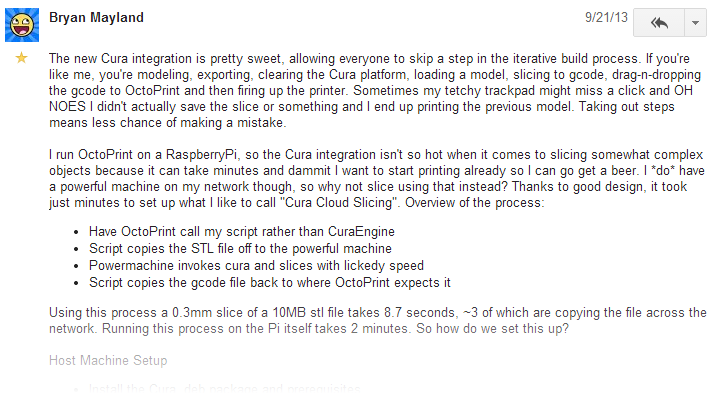 Bryan Mayland
9/21/13
The new Cura integration is pretty sweet, allowing everyone to skip a step in the iterative build process. If you're
like me, you're modeling, exporting, clearing the Cura platform, loading a model, slicing to gcode, drag-n-dropping
the gcode to OctoPrint and then firing up the printer. Sometimes my tetchy trackpad might miss a click and OH
NOES I didn't actually save the slice or something and I end up printing the previous model. Taking out steps
means less chance of making a mistake.
I run OctoPrint on a RaspberryPi, so the Cura integration isn't so hot when it comes to slicing somewhat complex
objects because it can take minutes and dammit I want to start printing already so I can go get a beer. I *do* have
a powerful machine on my network though, so why not slice using that instead? Thanks to good design, it took
just minutes to set up what I like to call "Cura Cloud Slicing". Overview of the process:
• Have OctoPrint call my script rather than CuraEngine
• Script copies the STL file off to the powerful machine
• Powermachine invokes cura and slices with lickedy speed
• Script copies the gcode file back to where OctoPrint expects it
Using this process a 0.3mm slice of a 10MB stl file takes 8.7 seconds, ~3 of which are copying the file across the
network. Running this process on the Pi itself takes 2 minutes. So how do we set this up?
Host Machine Setup
• Install the Cura .deb package and prerequisites